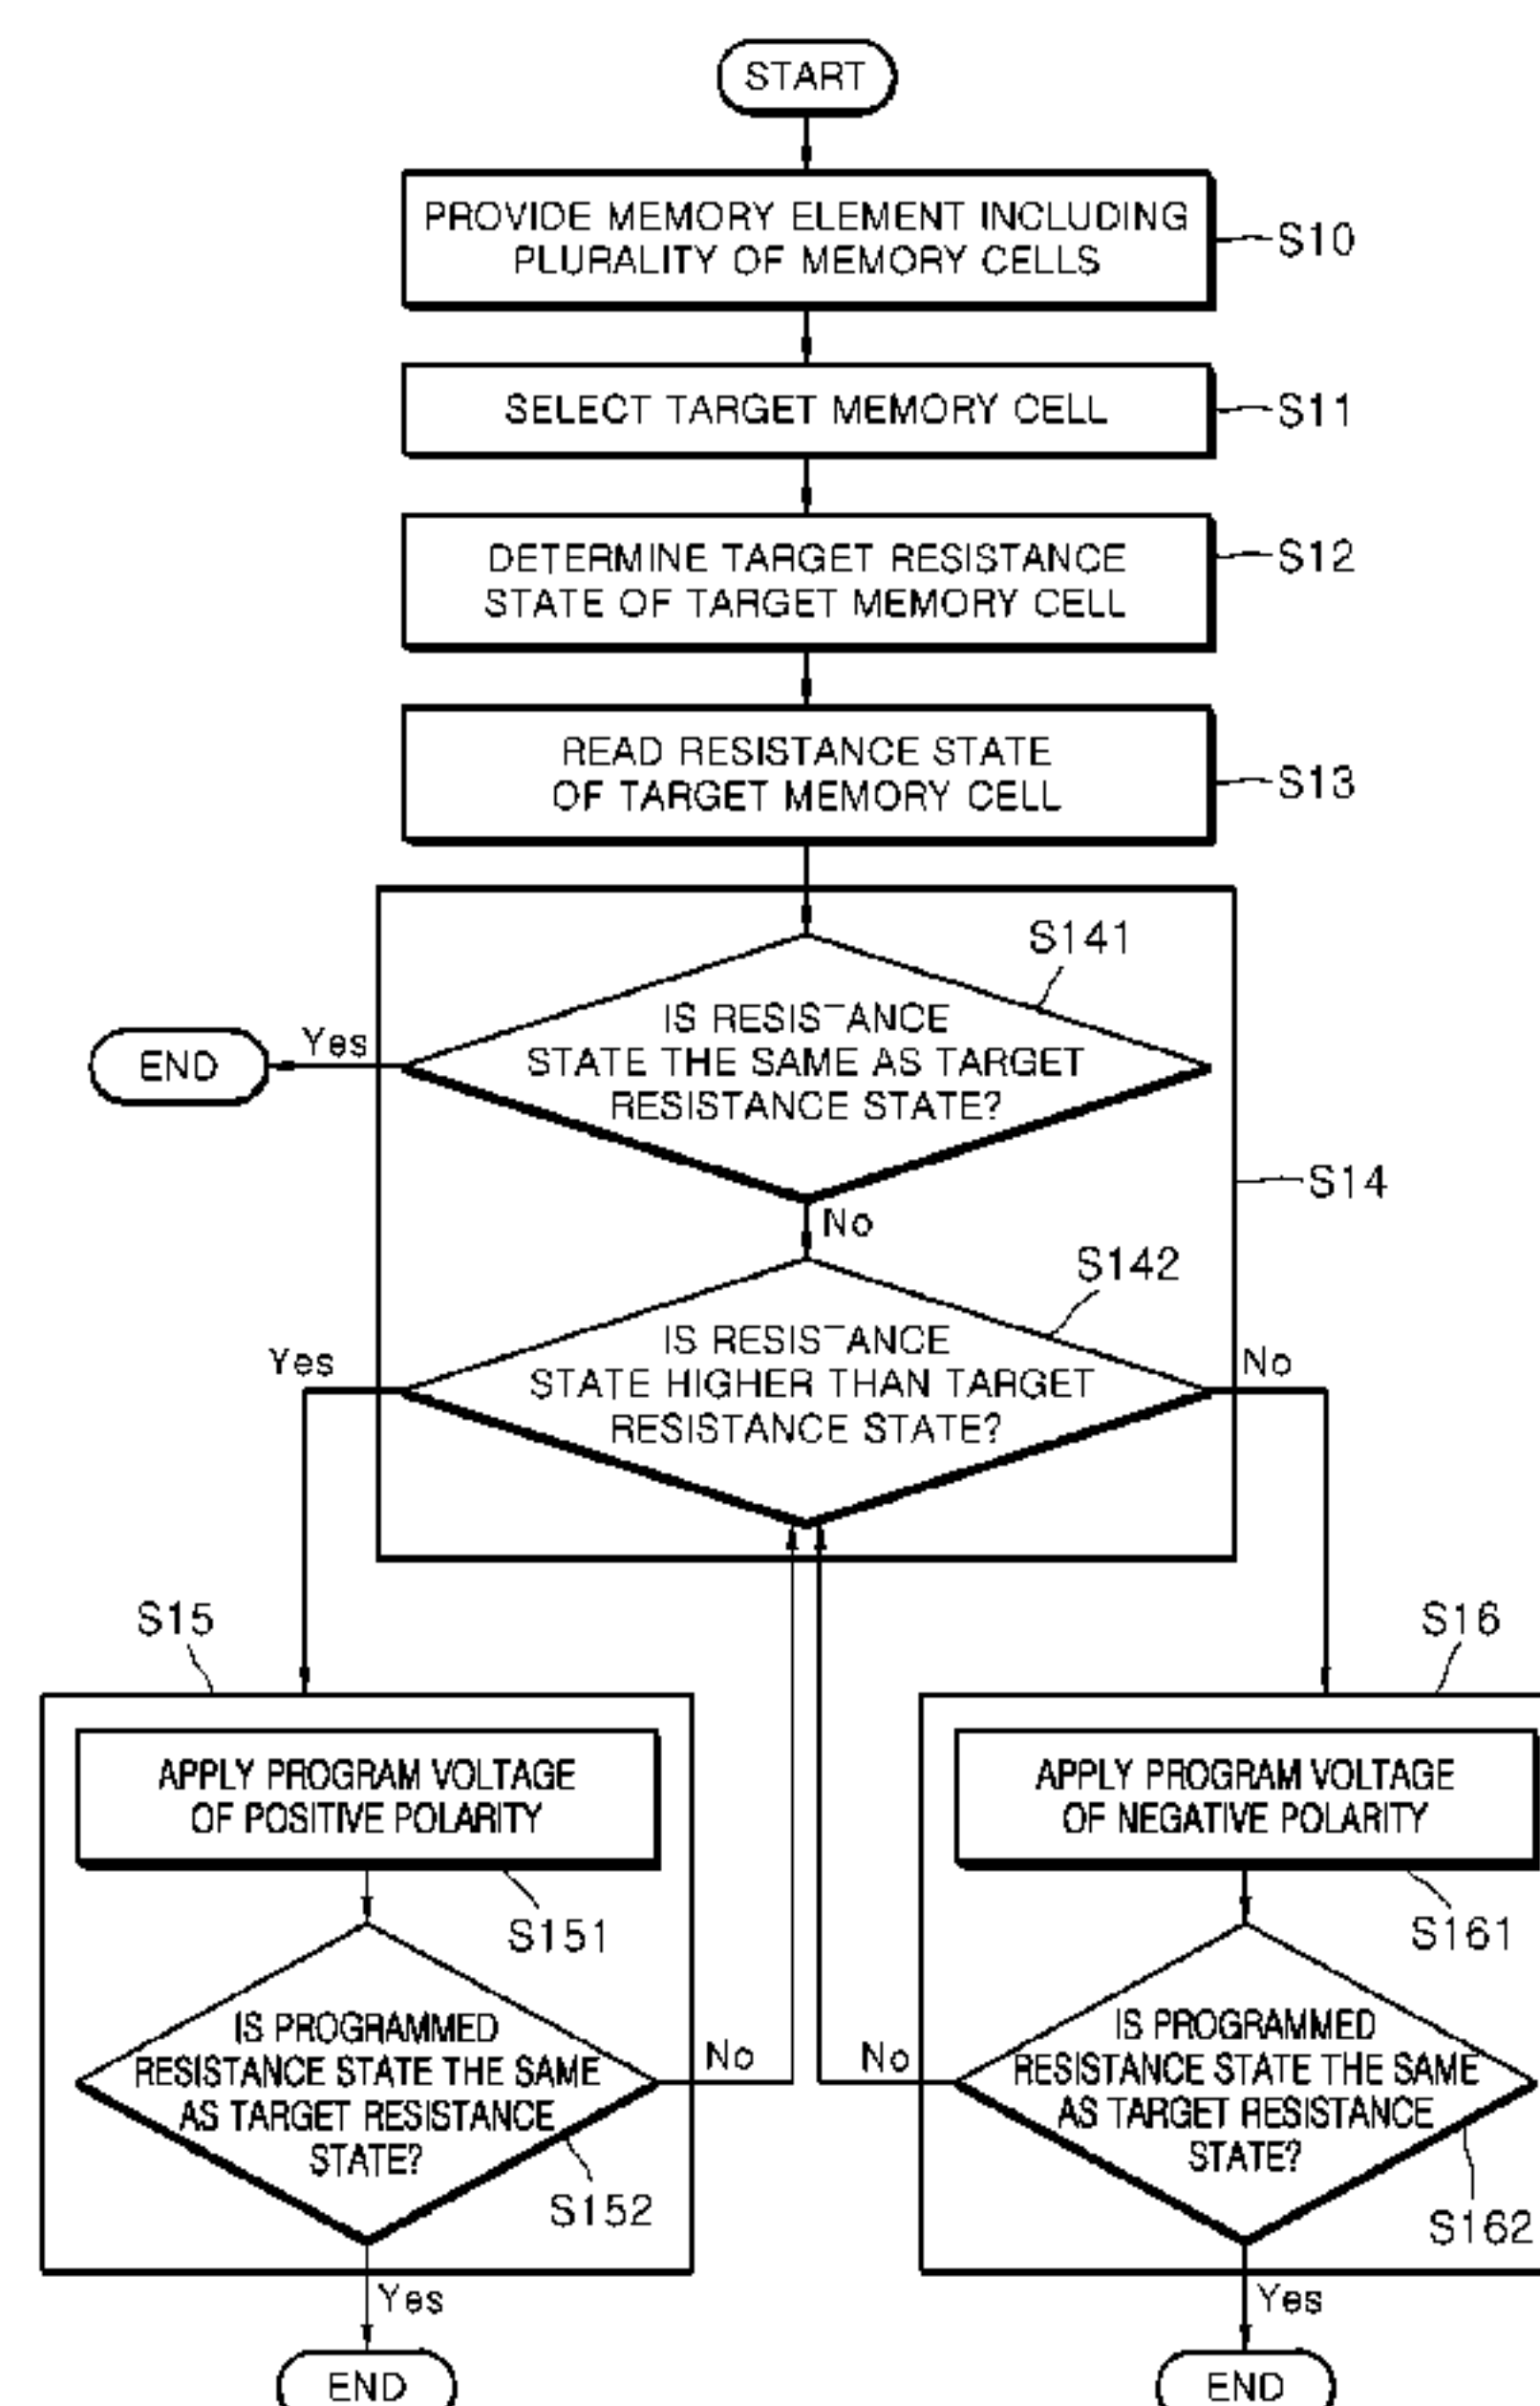 START
PROVIDE MEMORY ELEMENT INCLUDING
PLURALITY OF MEMORY CELLS
S10
SELECT TARGET MEMORY CELL
S11
DETERMINE TARGET RESISTANCE
STATE OF TARGET MEMORY CELL
S12
READ RESISTANCE STATE
OF TARGET MEMORY CELL
S13
S141
IS RESISTANCE
STATE THE SAME AS TARGET
RESISTANCE STATE?
Yes
END
S14
No
S142
IS RESISTANCE
STATE HIGHER THAN TARGET
RESISTANCE STATE?
Yes
No
S15
S16
APPLY PROGRAM VOLTAGE
OF POSITIVE POLARITY
S151
IS PROGRAMMED
RESISTANCE STATE THE SAME
AS TARGET RESISTANCE
STATE?
S152
No
Yes
END
APPLY PROGRAM VOLTAGE
OF NEGATIVE POLARITY
S161
IS PROGRAMMED
RESISTANCE STATE THE SAME
AS TARGET RESISTANCE
STATE?
S162
No
Yes
END